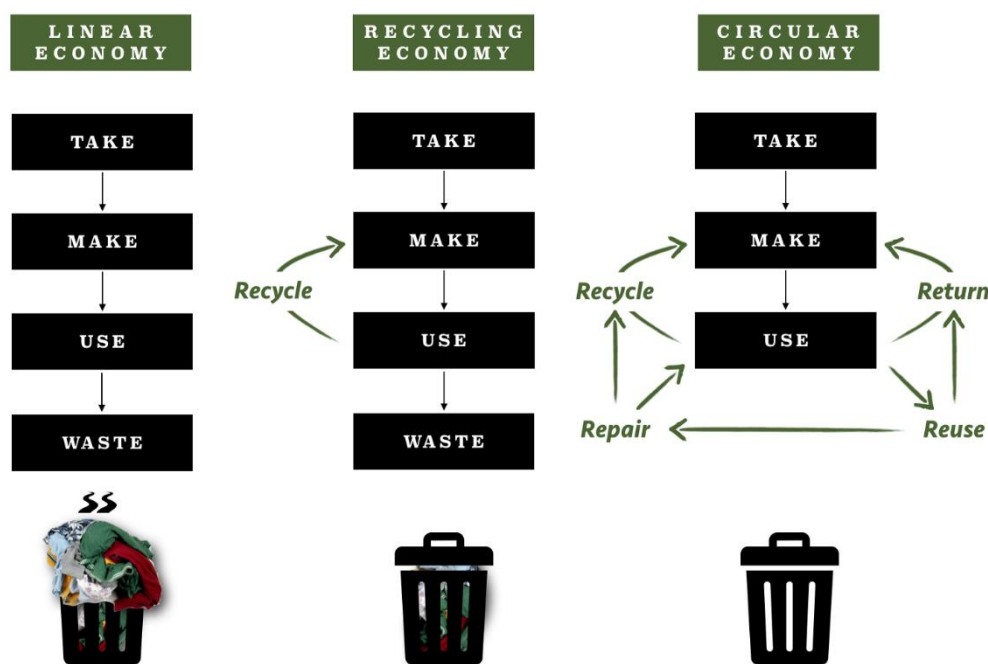 LINEAR
ECONOMY
TAKE
MAKE
USE
WASTE
RECYCLING
ECONOMY
TAKE
MAKE
Recycle
USE
WASTE
CIRCULAR
ECONOMY
TAKE
MAKE
Recycle
Return
USE
Repair
Reuse